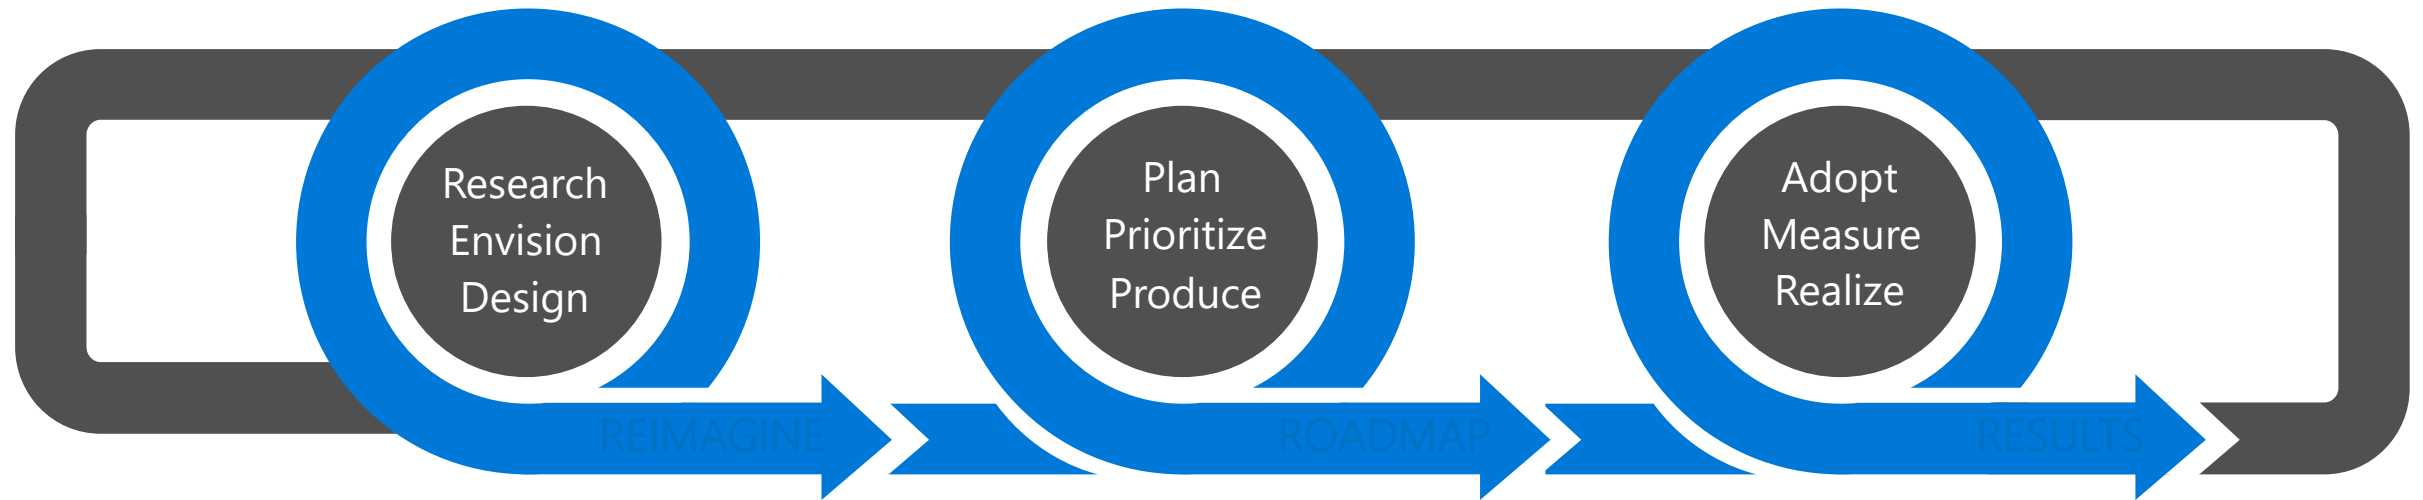 Research
Envision
Design
REIMAGINE
Plan
Prioritize
Produce
ROADMAP
Adopt
Measure
Realize
RESULTS